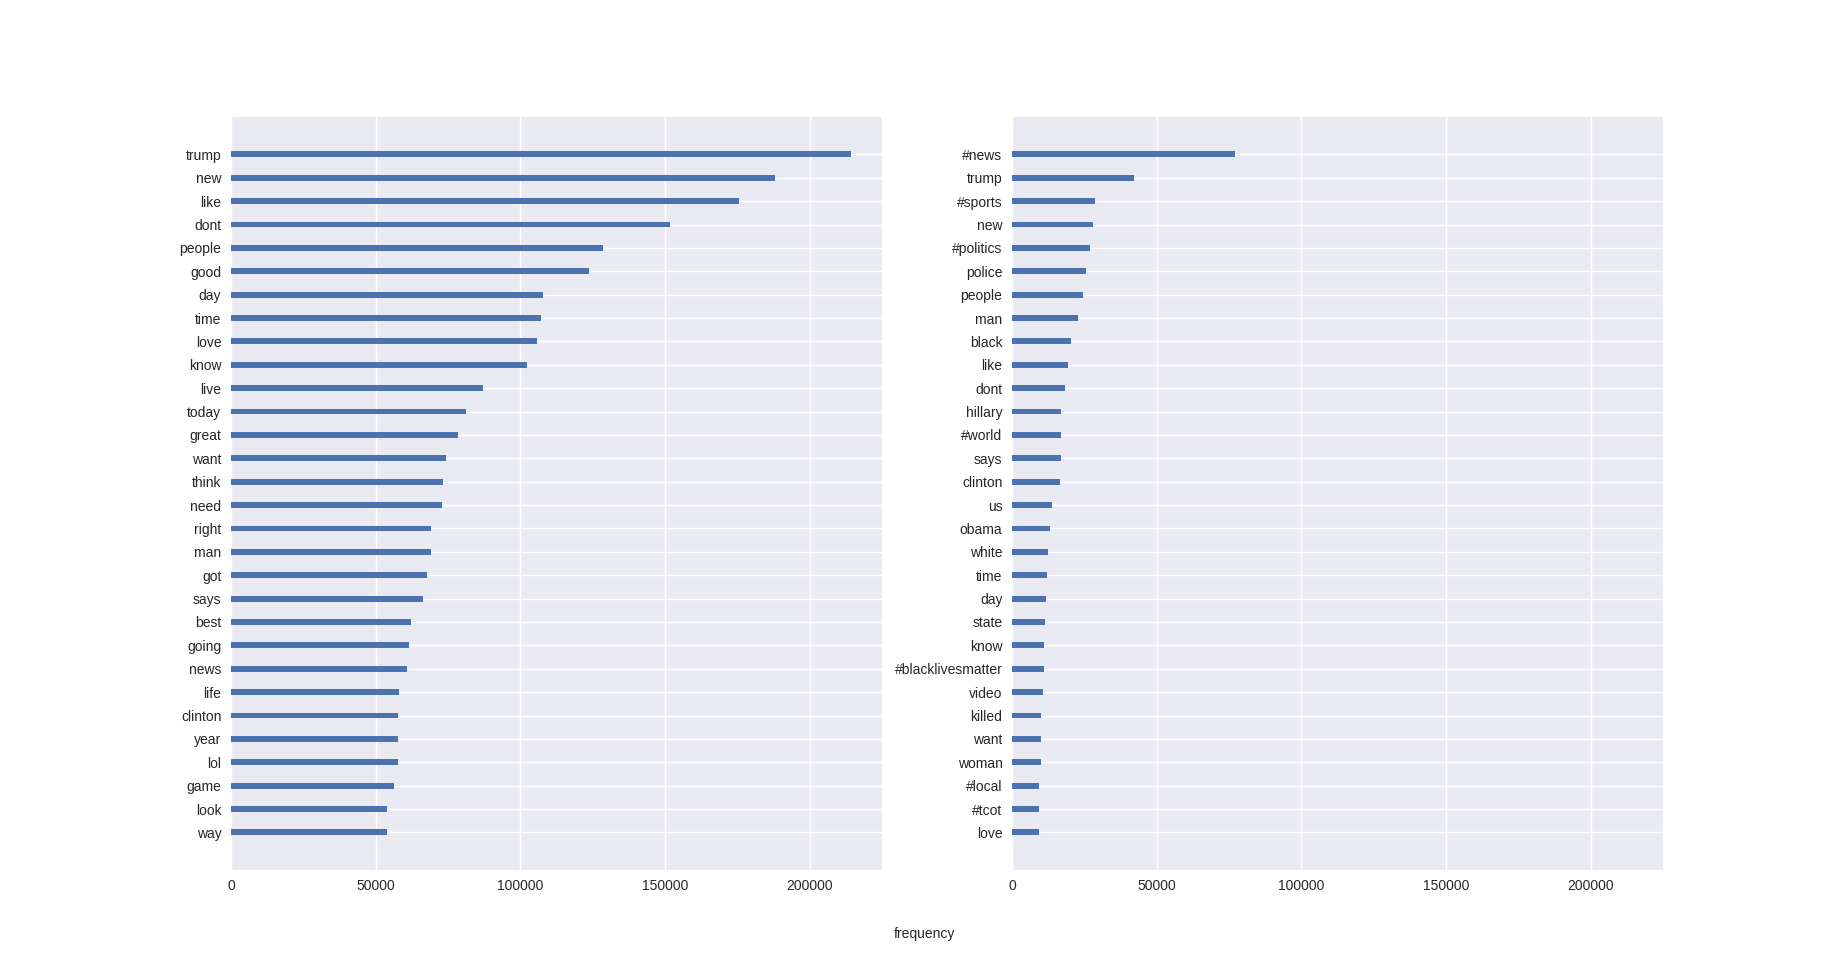 trump
new
like
dont
people
good
day
time
love
know
live
today
great
want
think
need
right
man
got
says
best
going
news
life
clinton
year
lol
game
look
way
0 50000 100000 150000 200000
#news
trump
#sports
new
#politics
police
people
man
black
like
dont
hillary
#world
says
clinton
us
obama
white
time
day
state
know
#blacklivesmatter
video
killed
want
woman
#local
#tcot
love
0 50000 100000 150000 200000
frequency